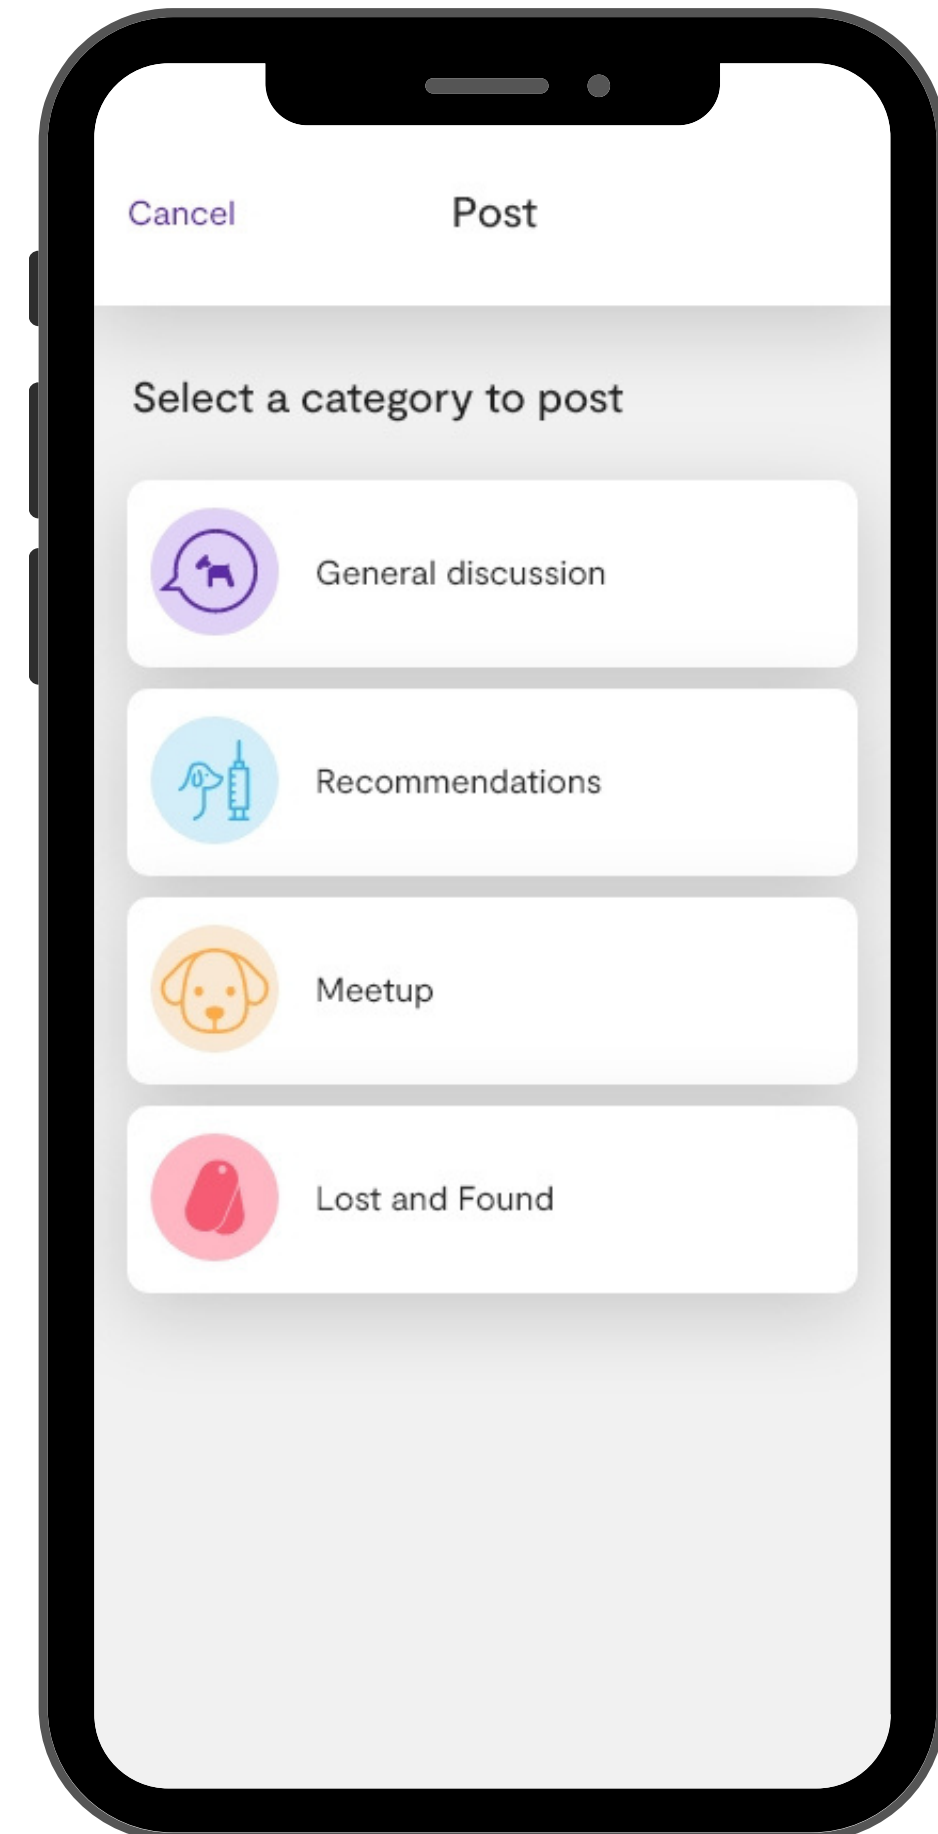 Cancel
Post
Select a category to post
General discussion
Recommendations
Meetup
Lost and Found